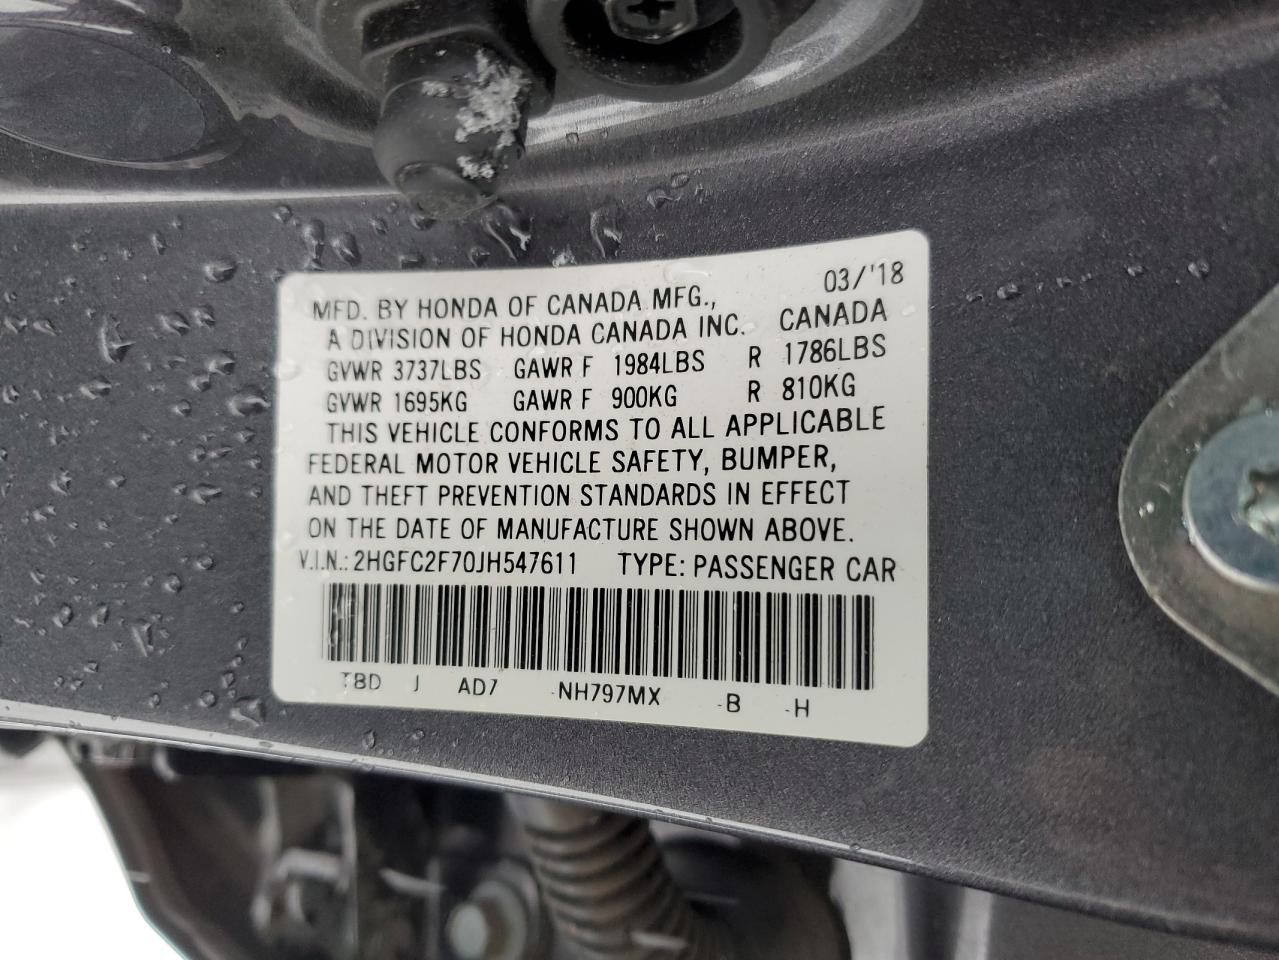 03/'18
MFD. BY HONDA OF CANADA MFG.,
A DIVISION OF HONDA CANADA INC. CANADA
GVWR 3737LBS GAWR F 1984LBS R 1786LBS
GVWR 1695KG GAWR F 900KG R 810KG
THIS VEHICLE CONFORMS TO ALL APPLICABLE
FEDERAL MOTOR VEHICLE SAFETY, BUMPER,
AND THEFT PREVENTION STANDARDS IN EFFECT
ON THE DATE OF MANUFACTURE SHOWN ABOVE.
V.I.N.: 2HGFC2F70JH547611 TYPE: PASSENGER CAR
TBD J AD7 -NH797MX -B -H